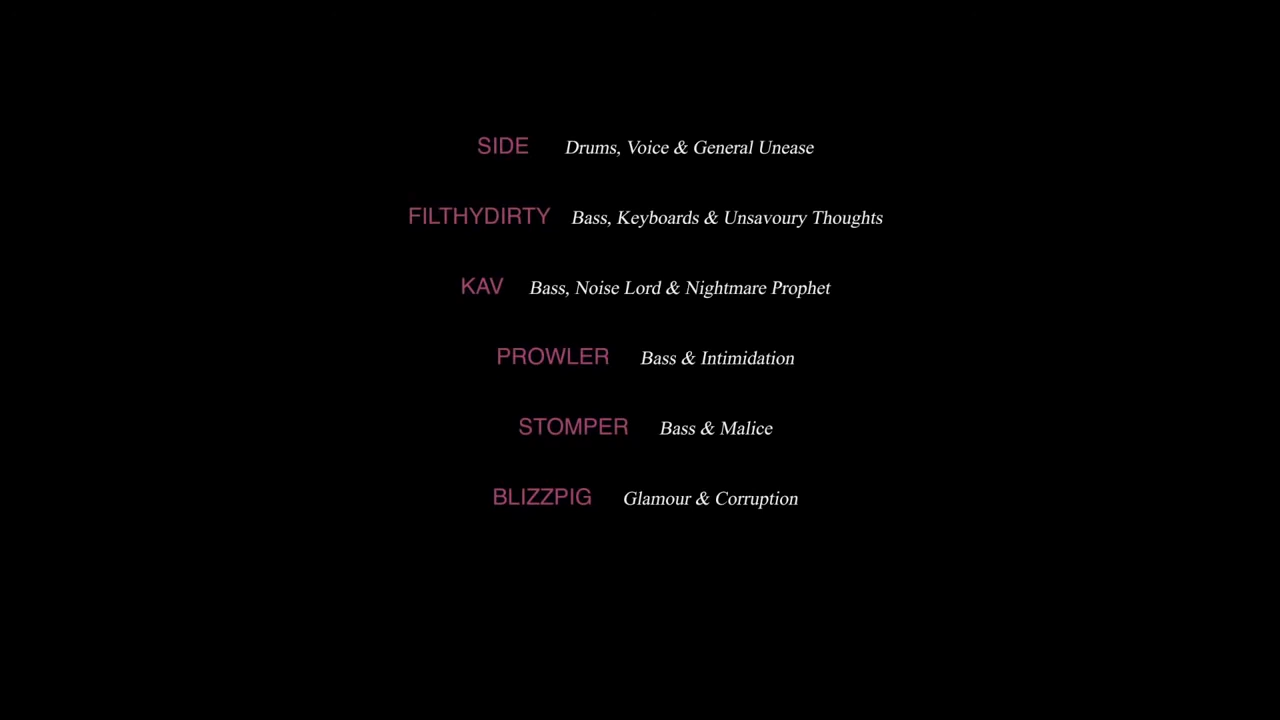 SIDE Drums, Voice & General Unease
FILTHYDIRTY Bass, Keyboards & Unsavoury Thoughts
KAV Bass, Noise Lord & Nightmare Prophet
PROWLER Bass & Intimidation
STOMPER Bass & Malice
BLIZZPIG Glamour & Corruption